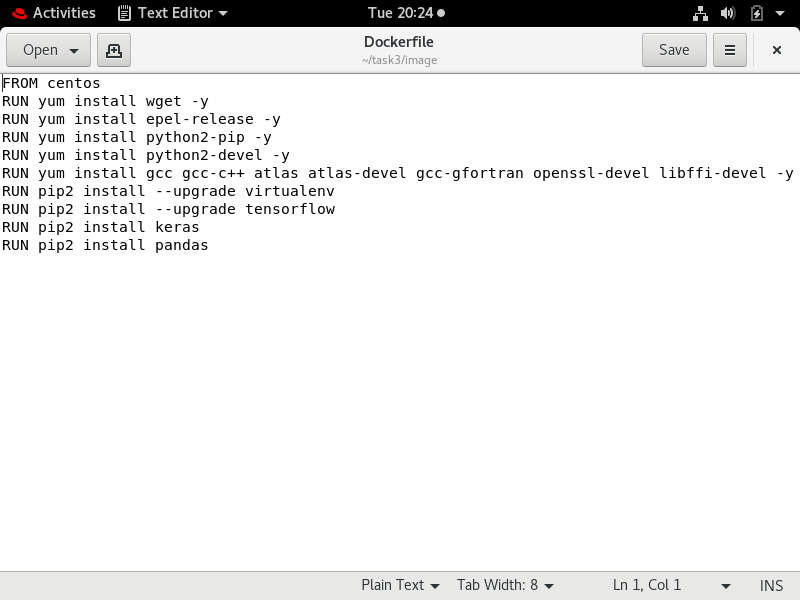 Activities Text Editor Tue 20:24
Open Dockerfile Save
~/task3/image
FROM centos
RUN yum install wget -y
RUN yum install epel-release -y
RUN yum install python2-pip -y
RUN yum install python2-devel -y
RUN yum install gcc gcc-c++ atlas atlas-devel gcc-gfortran openssl-devel libffi-devel -y
RUN pip2 install --upgrade virtualenv
RUN pip2 install --upgrade tensorflow
RUN pip2 install keras
RUN pip2 install pandas
Plain Text Tab Width: 8 Ln 1, Col 1 INS